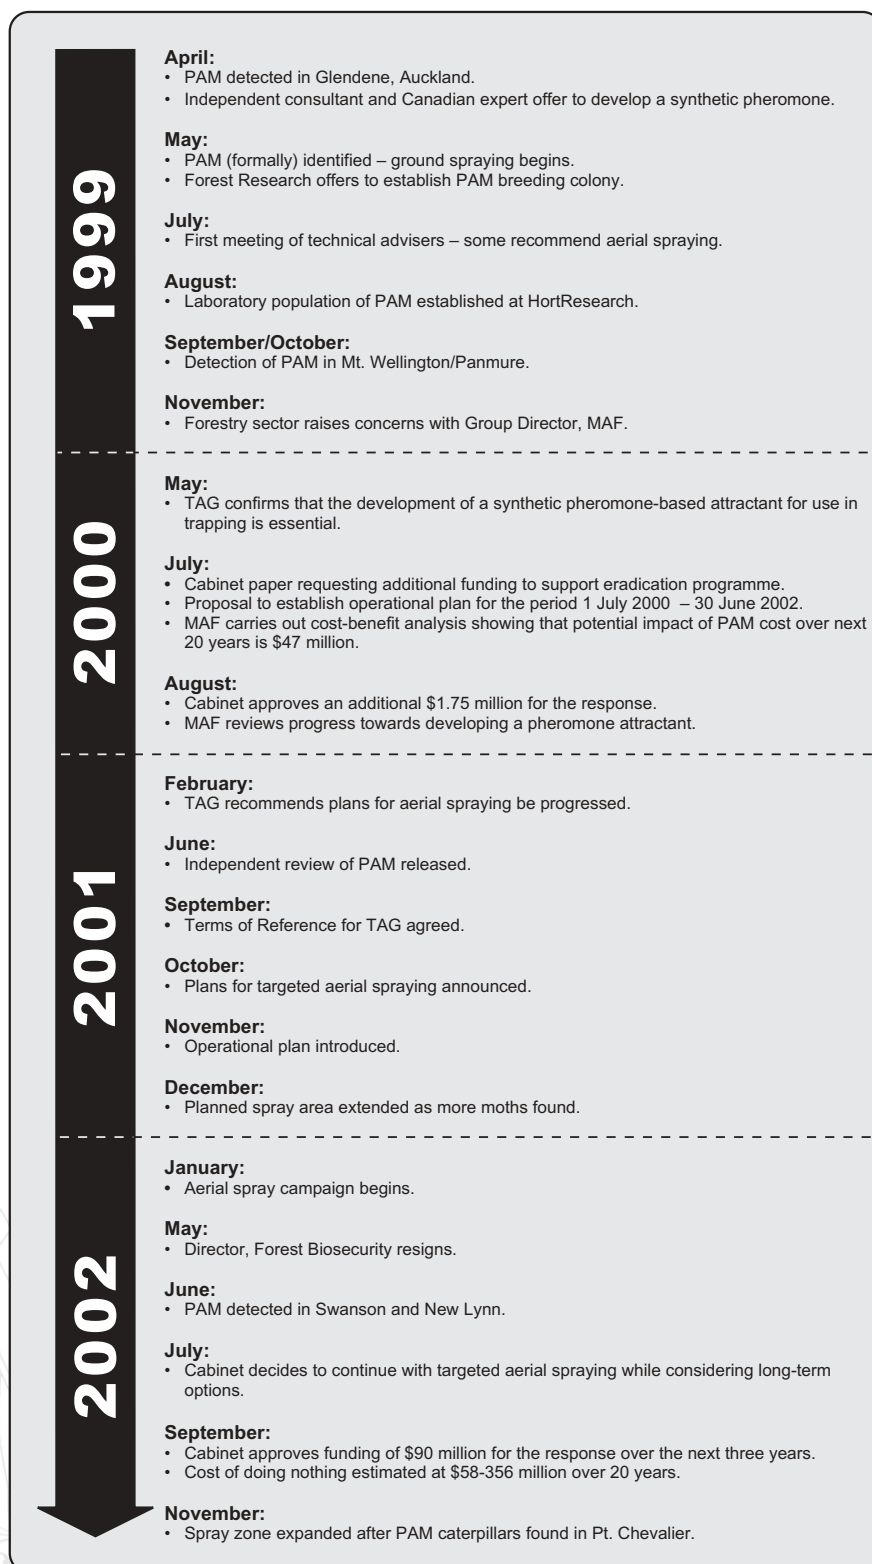 1999
April:
• PAM detected in Glendene, Auckland.
• Independent consultant and Canadian expert offer to develop a synthetic pheromone.
May:
• PAM (formally) identified – ground spraying begins.
• Forest Research offers to establish PAM breeding colony.
July:
• First meeting of technical advisers – some recommend aerial spraying.
August:
• Laboratory population of PAM established at HortResearch.
September/October:
• Detection of PAM in Mt. Wellington/Panmure.
November:
• Forestry sector raises concerns with Group Director, MAF.
2000
May:
• TAG confirms that the development of a synthetic pheromone-based attractant for use in
trapping is essential.
July:
• Cabinet paper requesting additional funding to support eradication programme.
• Proposal to establish operational plan for the period 1 July 2000 – 30 June 2002.
• MAF carries out cost-benefit analysis showing that potential impact of PAM cost over next
20 years is $47 million.
August:
• Cabinet approves an additional $1.75 million for the response.
• MAF reviews progress towards developing a pheromone attractant.
2001
February:
• TAG recommends plans for aerial spraying be progressed.
June:
• Independent review of PAM released.
September:
• Terms of Reference for TAG agreed.
October:
• Plans for targeted aerial spraying announced.
November:
• Operational plan introduced.
December:
• Planned spray area extended as more moths found.
2002
January:
• Aerial spray campaign begins.
May:
• Director, Forest Biosecurity resigns.
June:
• PAM detected in Swanson and New Lynn.
July:
• Cabinet decides to continue with targeted aerial spraying while considering long-term
options.
September:
• Cabinet approves funding of $90 million for the response over the next three years.
• Cost of doing nothing estimated at $58-356 million over 20 years.
November:
• Spray zone expanded after PAM caterpillars found in Pt. Chevalier.